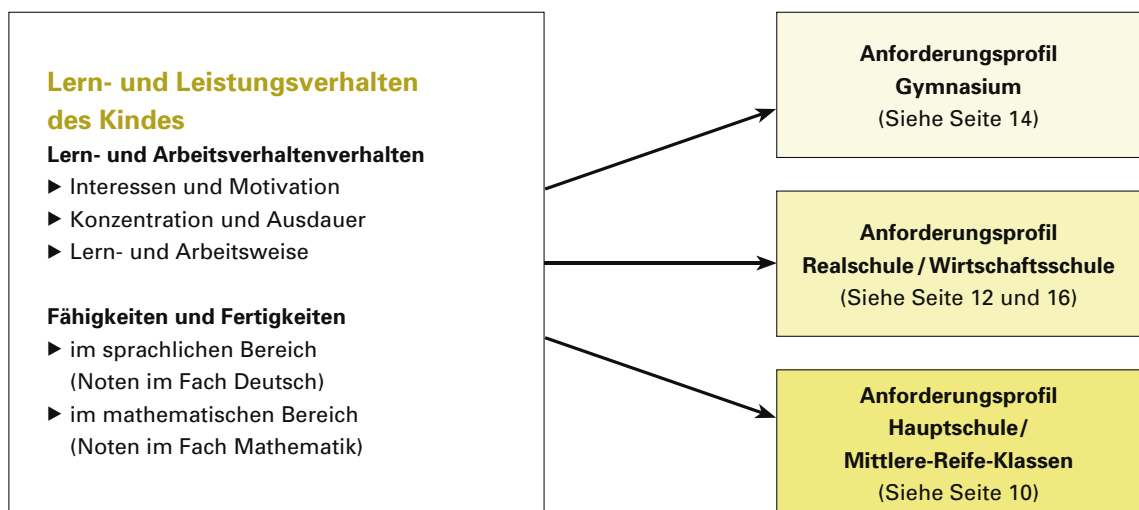 Lern- und Leistungsverhalten
des Kindes
Lern- und Arbeitsverhaltenverhalten
▶ Interessen und Motivation
▶ Konzentration und Ausdauer
▶ Lern- und Arbeitsweise
Fähigkeiten und Fertigkeiten
▶ im sprachlichen Bereich
(Noten im Fach Deutsch)
▶ im mathematischen Bereich
(Noten im Fach Mathematik)
Anforderungsprofil
Gymnasium
(Siehe Seite 14)
Anforderungsprofil
Realschule / Wirtschaftsschule
(Siehe Seite 12 und 16)
Anforderungsprofil
Hauptschule/
Mittlere-Reife-Klassen
(Siehe Seite 10)